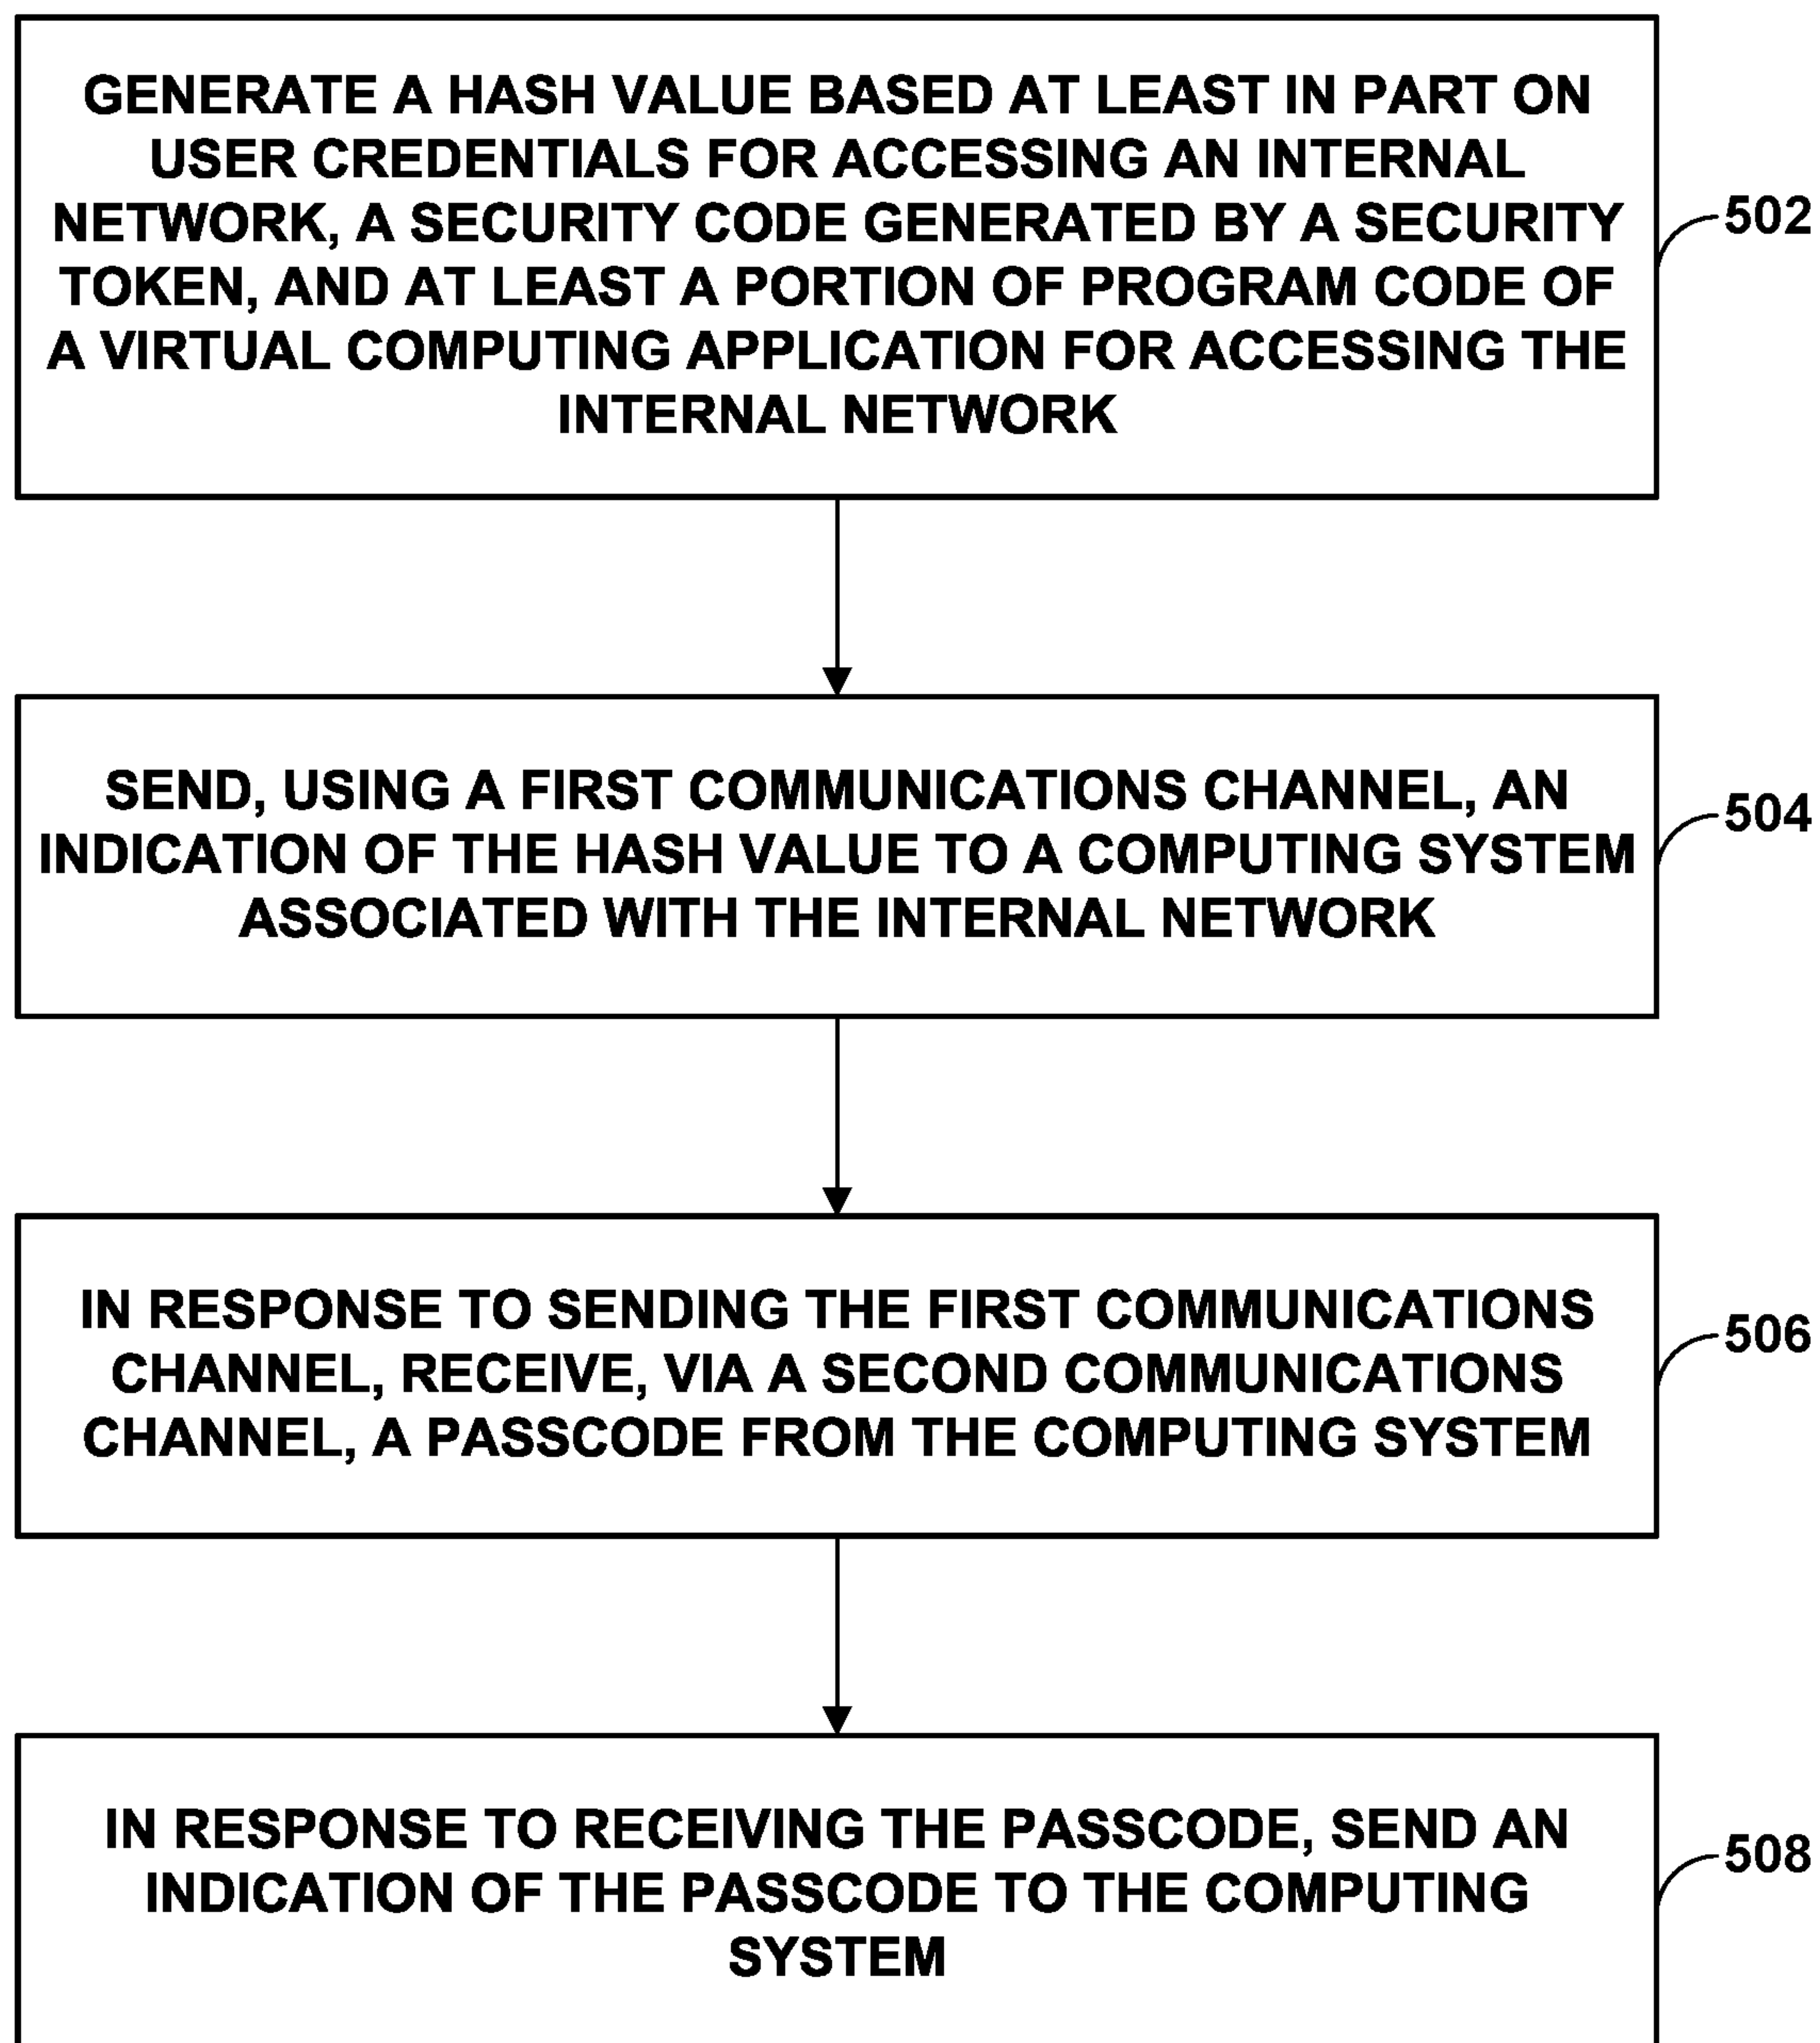 GENERATE A HASH VALUE BASED AT LEAST IN PART ON
USER CREDENTIALS FOR ACCESSING AN INTERNAL
NETWORK, A SECURITY CODE GENERATED BY A SECURITY
TOKEN, AND AT LEAST A PORTION OF PROGRAM CODE OF
A VIRTUAL COMPUTING APPLICATION FOR ACCESSING THE
INTERNAL NETWORK
502
SEND, USING A FIRST COMMUNICATIONS CHANNEL, AN
INDICATION OF THE HASH VALUE TO A COMPUTING SYSTEM
ASSOCIATED WITH THE INTERNAL NETWORK
504
IN RESPONSE TO SENDING THE FIRST COMMUNICATIONS
CHANNEL, RECEIVE, VIA A SECOND COMMUNICATIONS
CHANNEL, A PASSCODE FROM THE COMPUTING SYSTEM
506
IN RESPONSE TO RECEIVING THE PASSCODE, SEND AN
INDICATION OF THE PASSCODE TO THE COMPUTING
SYSTEM
508